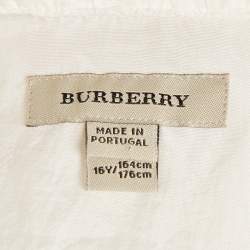 BURBERRY
MADE IN
PORTUGAL
16Y/ 164cm
176cm